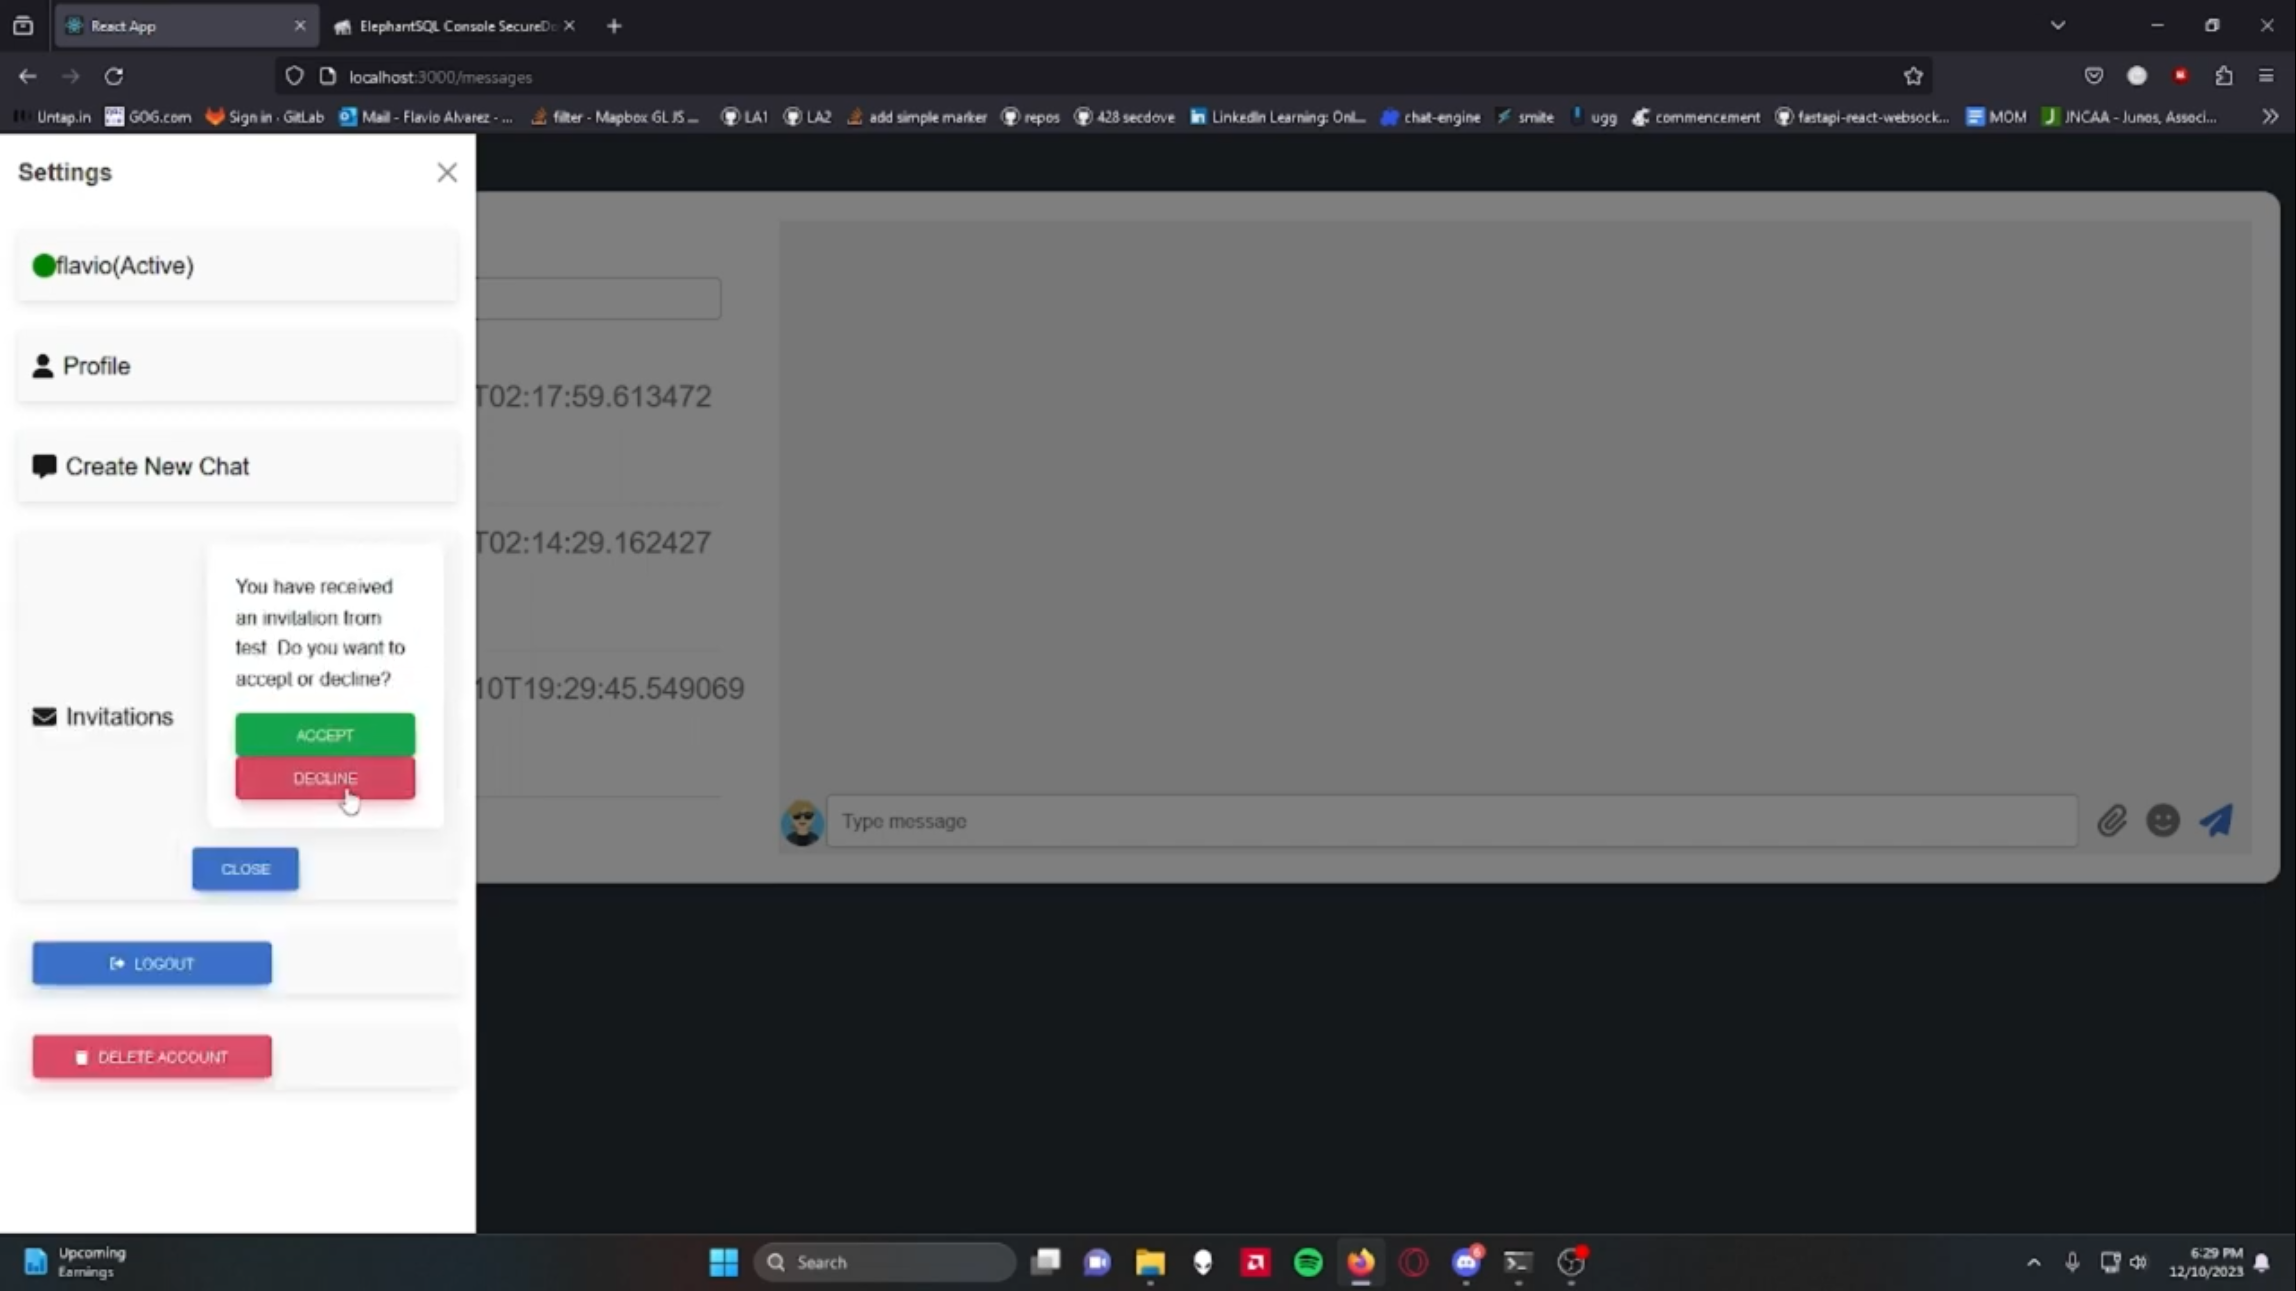 React App
ElephantSQL Console SecureDo
localhost:3000/messages
Untap.in
GOG.com
Sign in · GitLab
Mail - Flavio Alvarez - ...
filter - Mapbox GL JS ...
LA1
LA2
add simple marker
repos
428 secdove
LinkedIn Learning: Onl...
chat-engine
smite
ugg
commencement
fastapi-react-websock...
MOM
JNCAA - Junos, Associ...
Settings
flavio(Active)
Profile
Create New Chat
Invitations
You have received
an invitation from
test. Do you want to
accept or decline?
ACCEPT
DECLINE
CLOSE
LOGOUT
DELETE ACCOUNT
T02:17:59.613472
T02:14:29.162427
10T19:29:45.549069
Type message
Upcoming
Earnings
Search
6
6:29 PM
12/10/2023